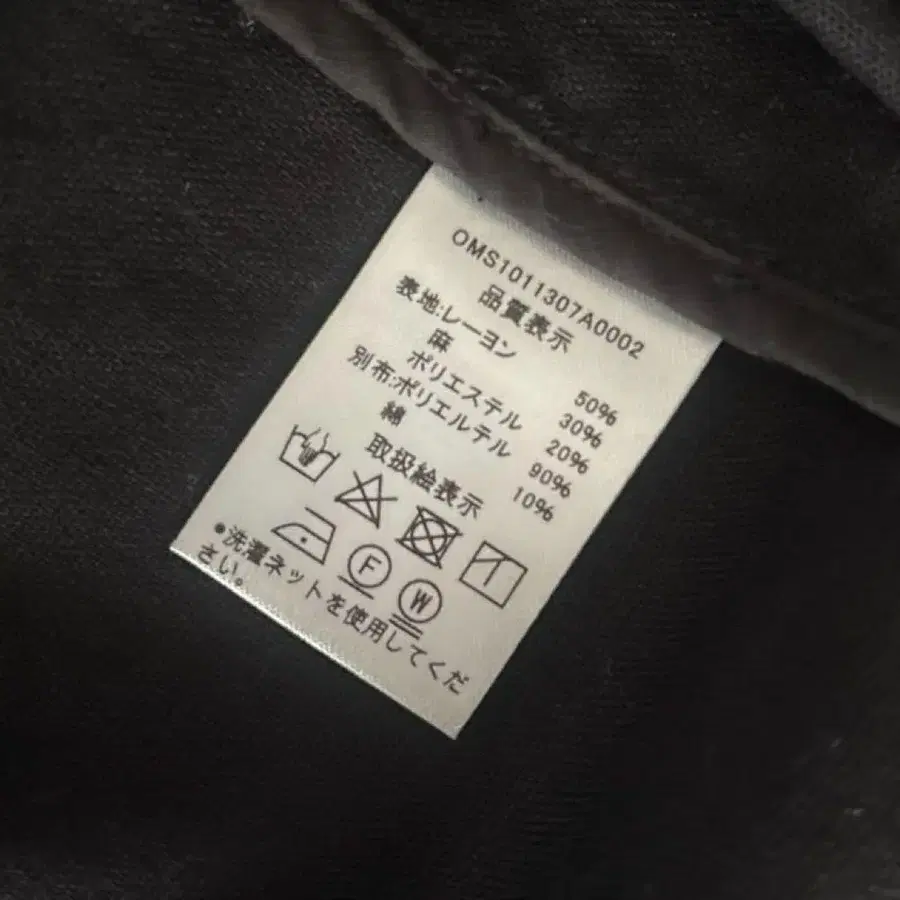 OMS1011307A0002
品質表示
表地:レーヨン 50%
麻 30%
ポリエステル 20%
別布:ポリエルテル 90%
綿 10%
取扱絵表示
F W
●洗濯ネットを使用してくだ
さい。